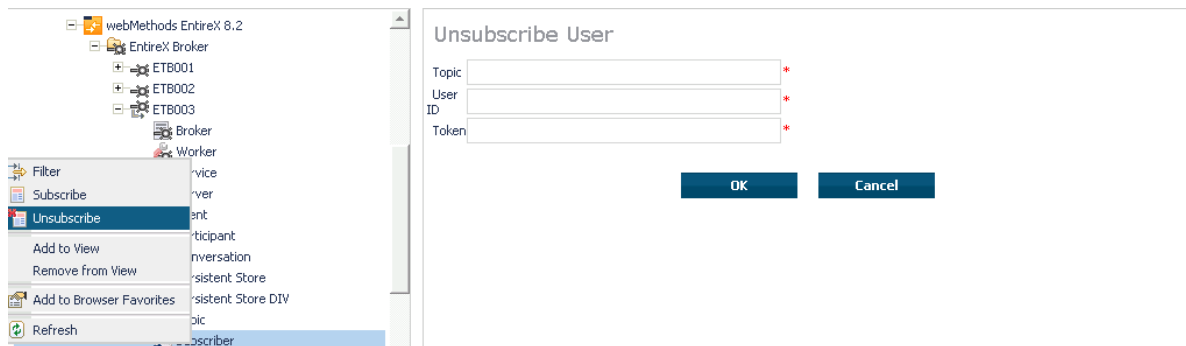 webMethods EntireX 8.2
EntireX Broker
ETB001
ETB002
ETB003
Broker
Worker
rvice
rver
ent
rticipant
nversation
rsistent Store
rsistent Store DIV
pic
bscriber
Filter
Subscribe
Unsubscribe
Add to View
Remove from View
Add to Browser Favorites
Refresh
Unsubscribe User
Topic *
User
ID *
Token *
OK Cancel